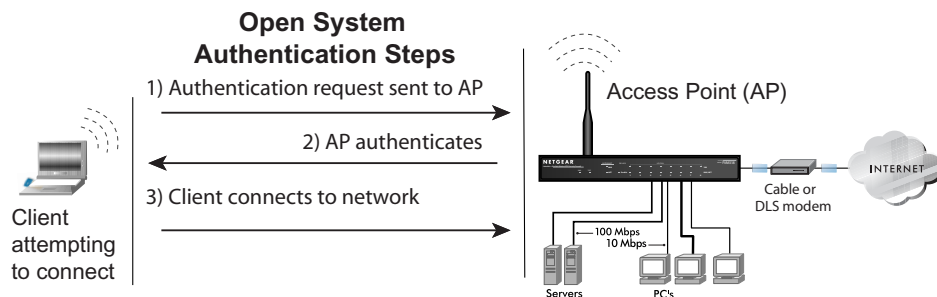 Open System
Authentication Steps
1) Authentication request sent to AP
2) AP authenticates
3) Client connects to network
Client
attempting
to connect
Access Point (AP)
NETGEAR
INTERNET
Cable or
DLS modem
100 Mbps
10 Mbps
Servers
PC's